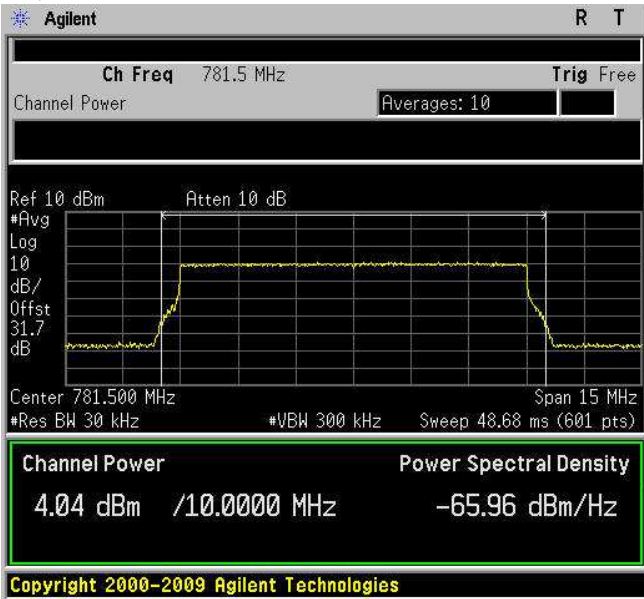 Agilent R T
Ch Freq 781.5 MHz Trig Free
Channel Power Averages: 10
Ref 10 dBm Atten 10 dB
#Avg
Log
10
dB/
Offst
31.7
dB
Center 781.500 MHz Span 15 MHz
#Res BW 30 kHz #VBW 300 kHz Sweep 48.68 ms (601 pts)
Channel Power Power Spectral Density
4.04 dBm /10.0000 MHz -65.96 dBm/Hz
Copyright 2000-2009 Agilent Technologies